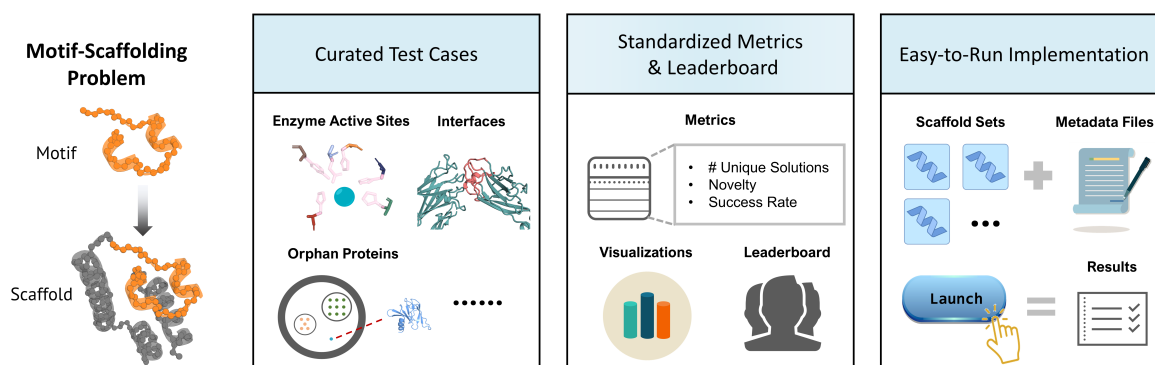 Motif-Scaffolding
Problem
Motif
Scaffold
Curated Test Cases
Enzyme Active Sites
Interfaces
Orphan Proteins
Standardized Metrics
& Leaderboard
Metrics
• # Unique Solutions
• Novelty
• Success Rate
Visualizations
Leaderboard
Easy-to-Run Implementation
Scaffold Sets
Metadata Files
Launch
Results